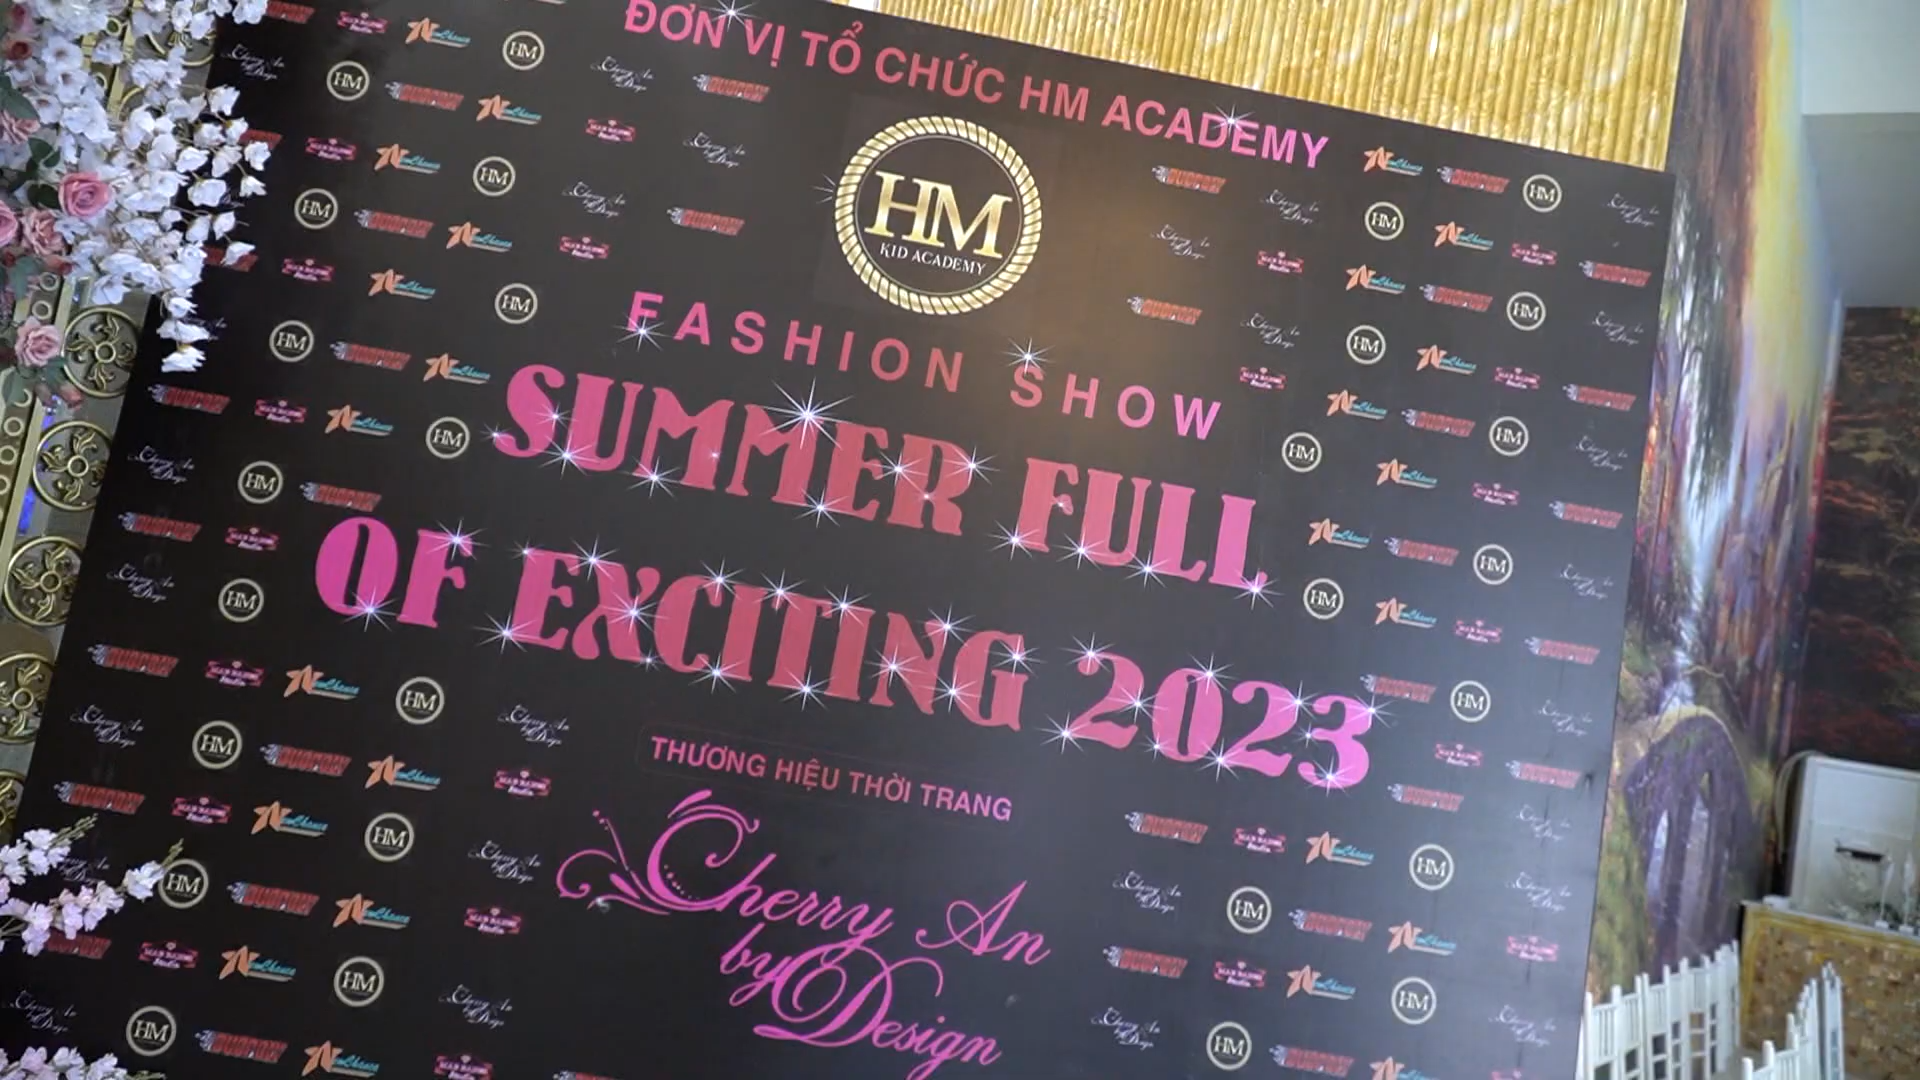 ĐƠN VỊ TỔ CHỨC HM ACADEMY
HM
KID ACADEMY
FASHION SHOW
SUMMER FULL
OF EXCITING 2023
THƯƠNG HIỆU THỜI TRANG
Cherry An
by Design